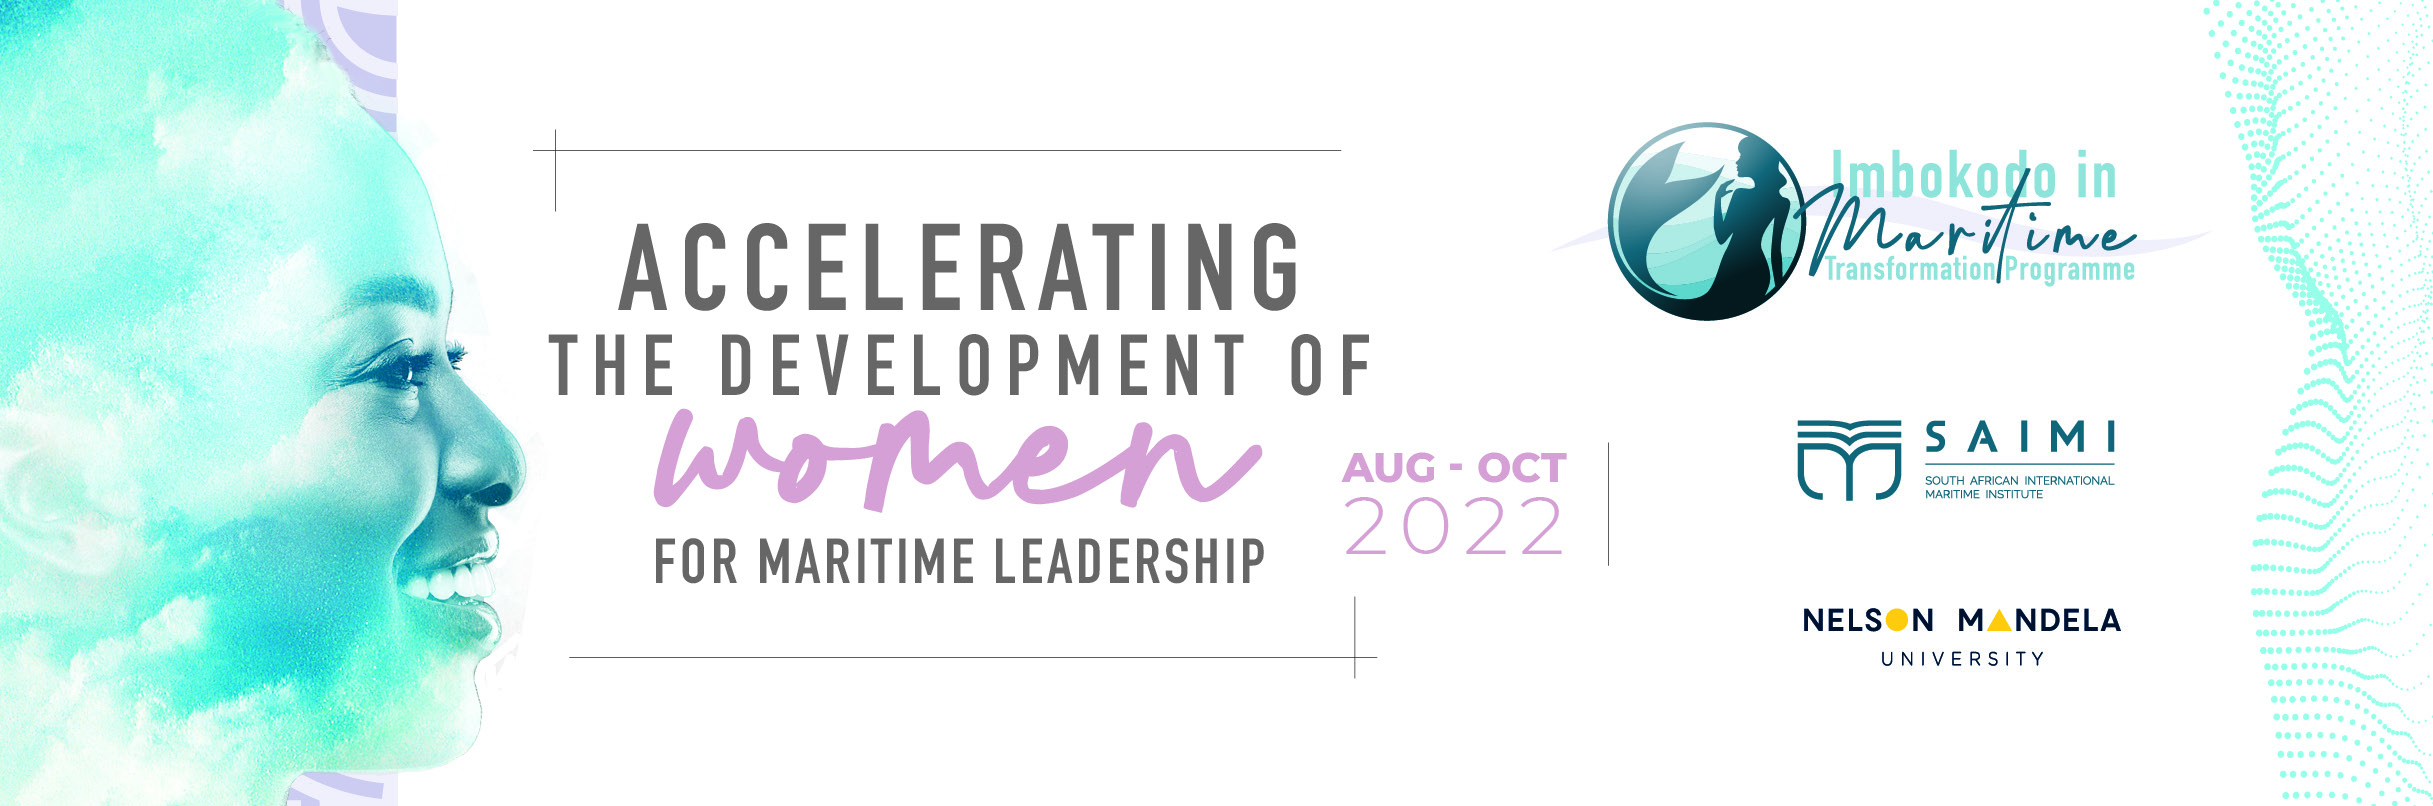 ACCELERATING
THE DEVELOPMENT OF
women
FOR MARITIME LEADERSHIP
AUG - OCT
2022
Imbokodo in
Maritime
Transformation Programme
SAIMI
SOUTH AFRICAN INTERNATIONAL
MARITIME INSTITUTE
NELSON MANDELA
UNIVERSITY